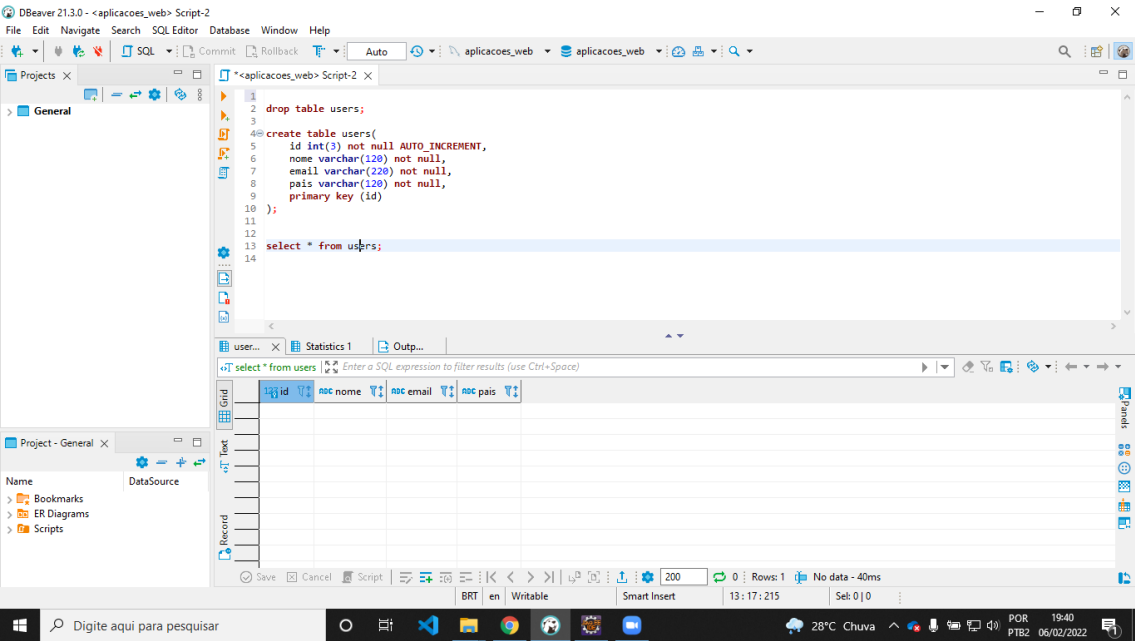 DBeaver 21.3.0 - <aplicacoes_web> Script-2
File Edit Navigate Search SQL Editor Database Window Help
SQL Commit Rollback Auto aplicacoes_web aplicacoes_web
Projects
General
*<aplicacoes_web> Script-2
1
2 drop table users;
3
4 create table users(
5 id int(3) not null AUTO_INCREMENT,
6 nome varchar(120) not null,
7 email varchar(220) not null,
8 pais varchar(120) not null,
9 primary key (id)
10 );
11
12
13 select * from users;
14
user... Statistics 1 Outp...
select * from users Enter a SQL expression to filter results (use Ctrl+Space)
Grid
Text
Record
123 id ABC nome ABC email ABC pais
Panels
Project - General
Name DataSource
Bookmarks
ER Diagrams
Scripts
Save Cancel Script 200 0 Rows: 1 No data - 40ms
BRT en Writable Smart Insert 13 : 17 : 215 Sel: 0 | 0
Digite aqui para pesquisar
28°C Chuva
POR
PTB2
19:40
06/02/2022
1